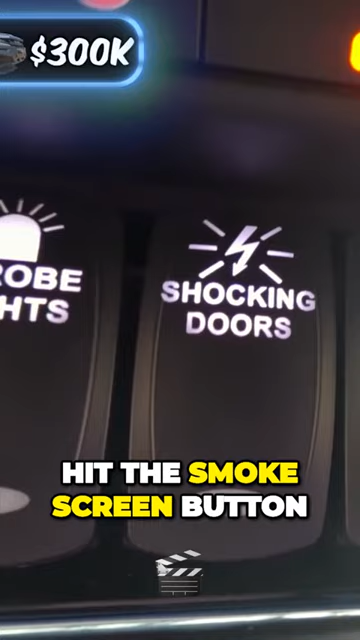 $300K
ROBE
HTS
SHOCKING
DOORS
HIT THE SMOKE
SCREEN BUTTON